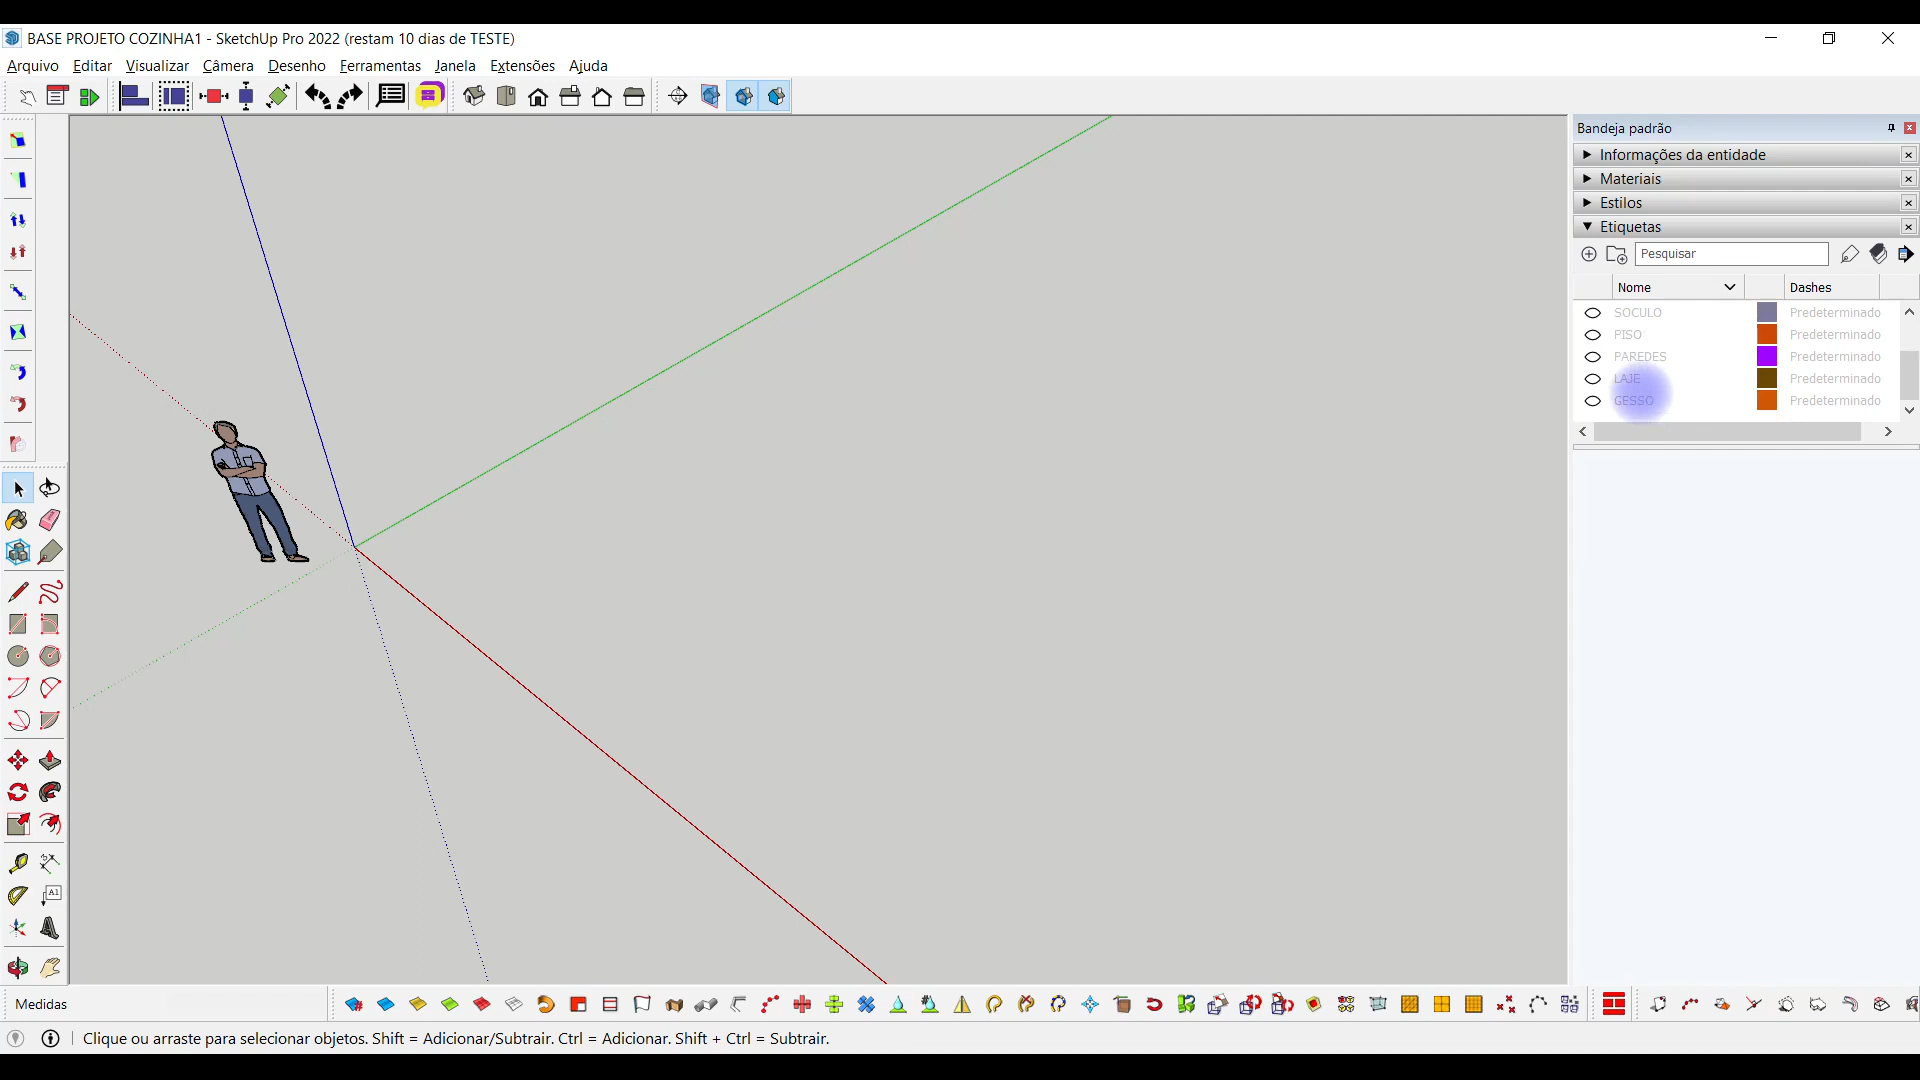 BASE PROJETO COZINHA1 - SketchUp Pro 2022 (restam 10 dias de TESTE)
Arquivo Editar Visualizar Câmera Desenho Ferramentas Janela Extensões Ajuda
Bandeja padrão
Informações da entidade
Materiais
Estilos
Etiquetas
Pesquisar
Nome Dashes
SOCULO Predeterminado
PISO Predeterminado
PAREDES Predeterminado
LAJE Predeterminado
GESSO Predeterminado
A1
Medidas
Clique ou arraste para selecionar objetos. Shift = Adicionar/Subtrair. Ctrl = Adicionar. Shift + Ctrl = Subtrair.